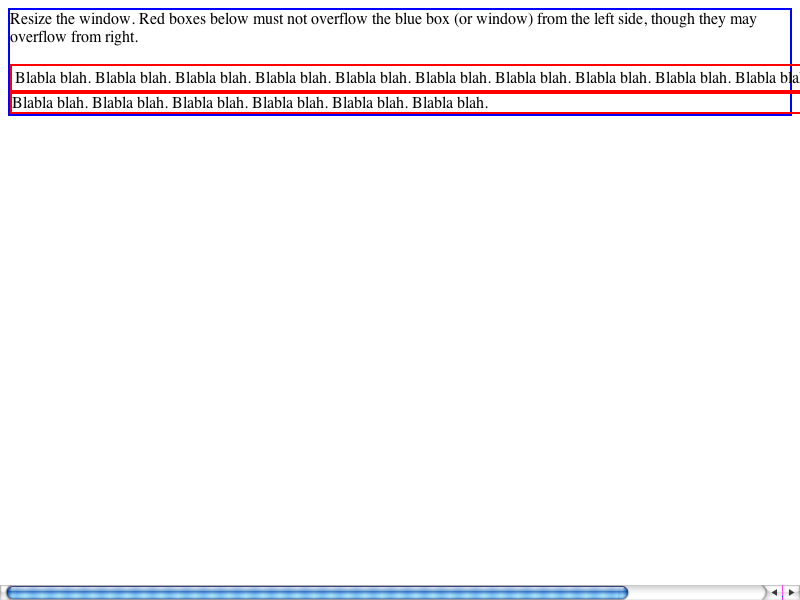 Resize the window. Red boxes below must not overflow the blue box (or window) from the left side, though they may
overflow from right.
Blabla blah. Blabla blah. Blabla blah. Blabla blah. Blabla blah. Blabla blah. Blabla blah. Blabla blah. Blabla blah. Blabla bla
Blabla blah. Blabla blah. Blabla blah. Blabla blah. Blabla blah. Blabla blah.